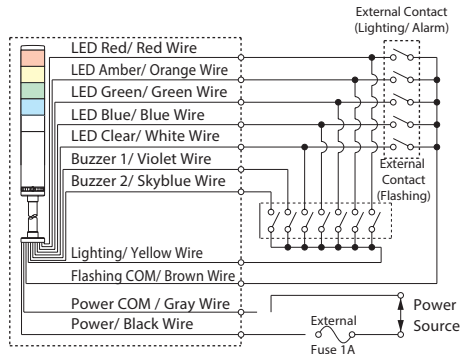 External Contact
(Lighting/ Alarm)
LED Red/ Red Wire
LED Amber/ Orange Wire
LED Green/ Green Wire
LED Blue/ Blue Wire
LED Clear/ White Wire
Buzzer 1/ Violet Wire
Buzzer 2/ Skyblue Wire
External
Contact
(Flashing)
Lighting/ Yellow Wire
Flashing COM/ Brown Wire
Power COM / Gray Wire
Power/ Black Wire
External
Fuse 1A
Power
Source